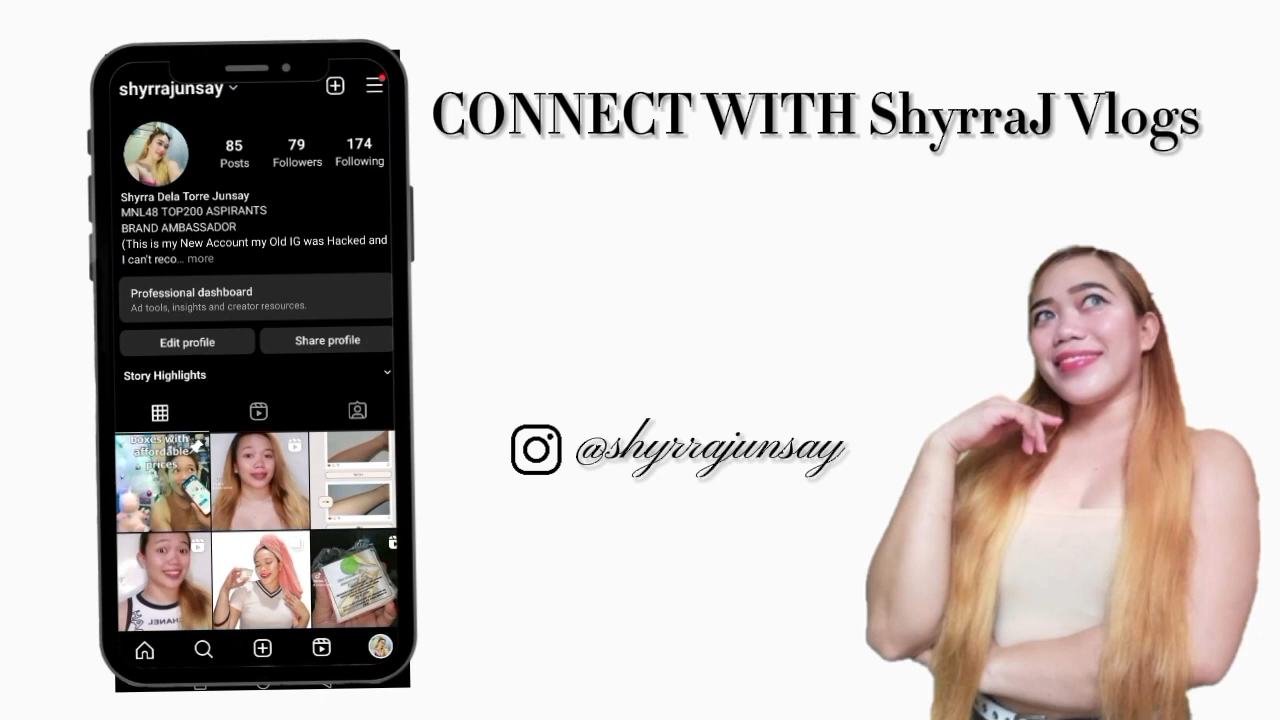 shyrrajunsay
85 79 174
Posts Followers Following
Shyrra Dela Torre Junsay
MNL48 TOP200 ASPIRANTS
BRAND AMBASSADOR
(This is my New Account my Old IG was Hacked and
I can't reco... more
Professional dashboard
Ad tools, insights and creator resources.
Edit profile Share profile
Story Highlights
boxes with
affordable
prices
CHANEL
CONNECT WITH ShyrraJ Vlogs
@shyrrajunsay